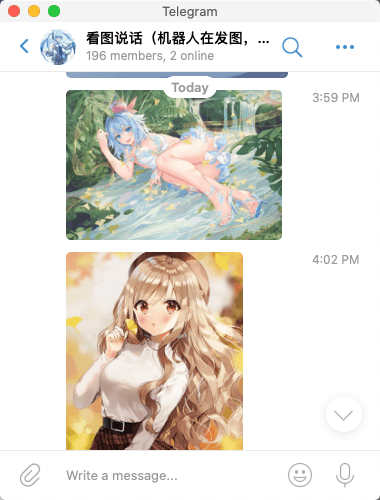 Telegram
看图说话（机器人在发图，...
196 members, 2 online
Today
3:59 PM
4:02 PM
Write a message...